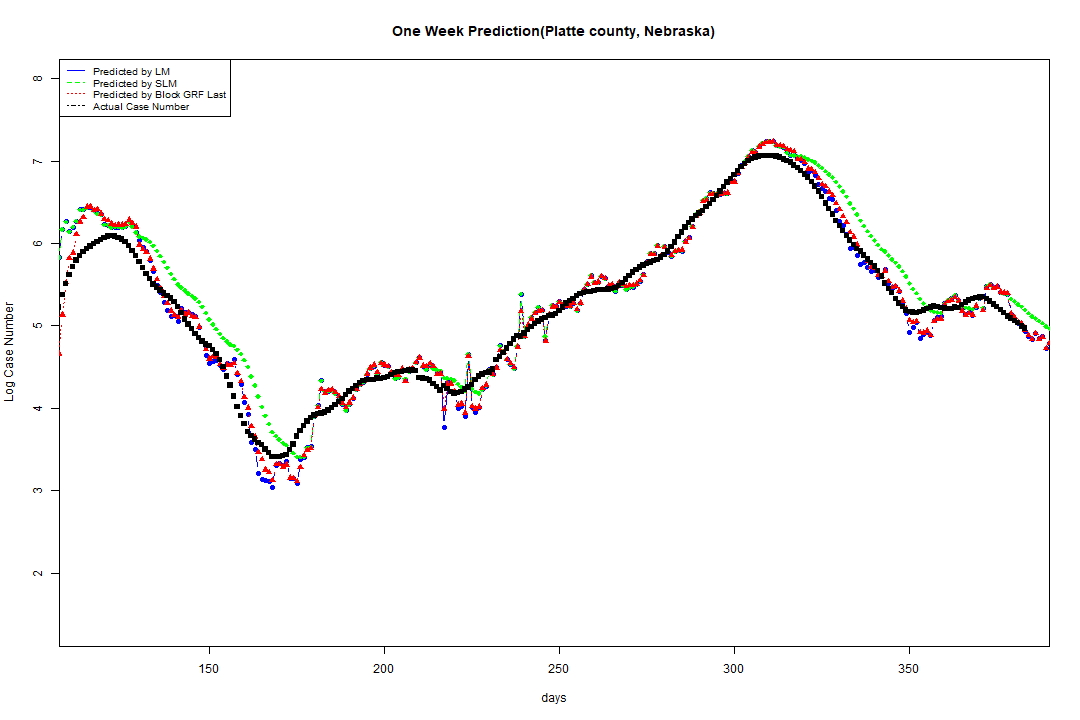 One Week Prediction(Platte county, Nebraska)
Predicted by LM
Predicted by SLM
Predicted by Block GRF Last
Actual Case Number
Log Case Number
8
7
6
5
4
3
2
150
200
250
300
350
days